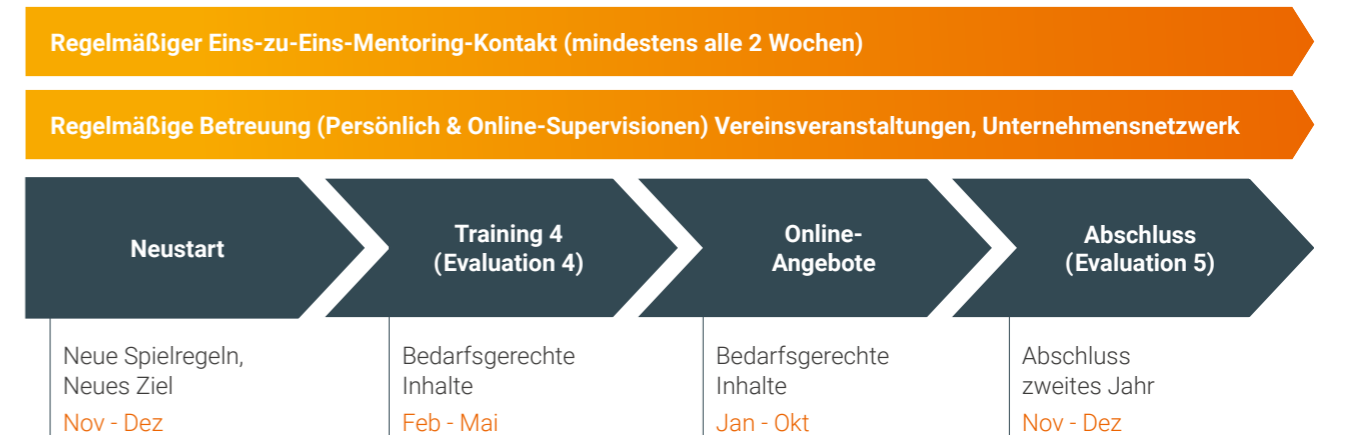 Regelmäßiger Eins-zu-Eins-Mentoring-Kontakt (mindestens alle 2 Wochen)
Regelmäßige Betreuung (Persönlich & Online-Supervisionen) Vereinsveranstaltungen, Unternehmensnetzwerk
Neustart
Training 4
(Evaluation 4)
Online-
Angebote
Abschluss
(Evaluation 5)
Neue Spielregeln,
Neues Ziel
Nov - Dez
Bedarfsgerechte
Inhalte
Feb - Mai
Bedarfsgerechte
Inhalte
Jan - Okt
Abschluss
zweites Jahr
Nov - Dez